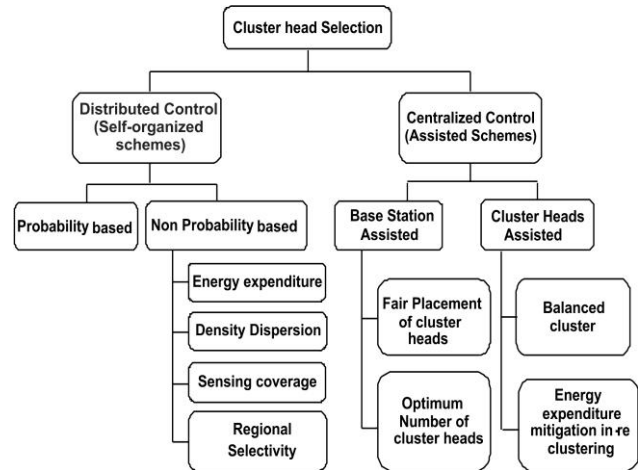 Cluster head Selection
Distributed Control
(Self-organized
schemes)
Centralized Control
(Assisted Schemes)
Probability based
Non Probability based
Base Station
Assisted
Cluster Heads
Assisted
Energy expenditure
Density Dispersion
Sensing coverage
Regional
Selectivity
Fair Placement
of cluster
heads
Optimum
Number of
cluster heads
Balanced
cluster
Energy
expenditure
mitigation in-re
clustering